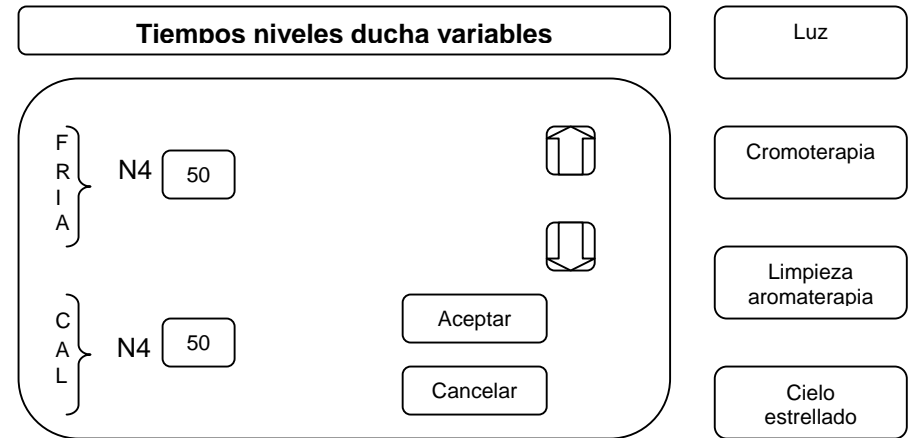 Tiempos niveles ducha variables
Luz
Cromoterapia
Limpieza
aromaterapia
Cielo
estrellado
F
R
I
A
N4 50
C
A
L
N4 50
Aceptar
Cancelar